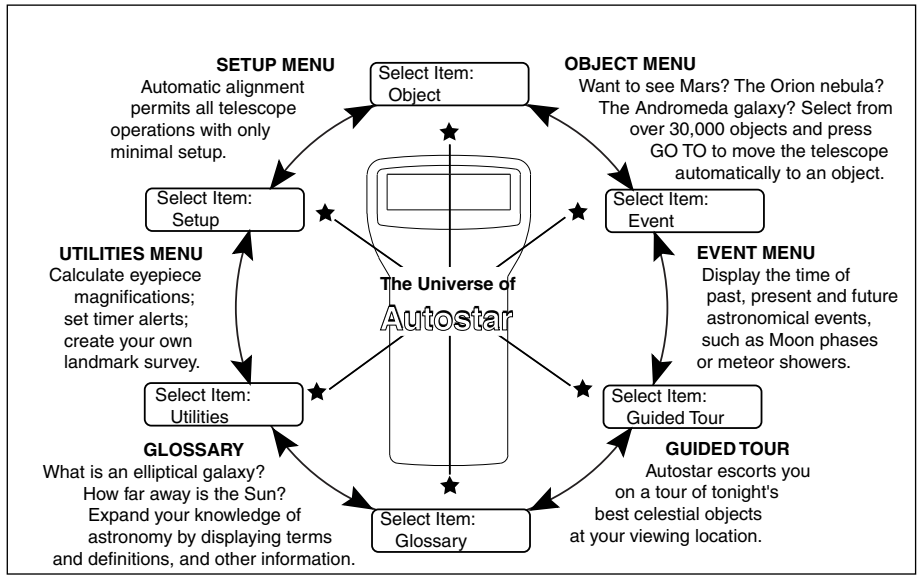 SETUP MENU
Automatic alignment
permits all telescope
operations with only
minimal setup.
Select Item:
Object
OBJECT MENU
Want to see Mars? The Orion nebula?
The Andromeda galaxy? Select from
over 30,000 objects and press
GO TO to move the telescope
automatically to an object.
Select Item:
Setup
Select Item:
Event
UTILITIES MENU
Calculate eyepiece
magnifications;
set timer alerts;
create your own
landmark survey.
The Universe of
Autostar
EVENT MENU
Display the time of
past, present and future
astronomical events,
such as Moon phases
or meteor showers.
Select Item:
Utilities
Select Item:
Guided Tour
GLOSSARY
What is an elliptical galaxy?
How far away is the Sun?
Expand your knowledge of
astronomy by displaying terms
and definitions, and other information.
Select Item:
Glossary
GUIDED TOUR
Autostar escorts you
on a tour of tonight's
best celestial objects
at your viewing location.